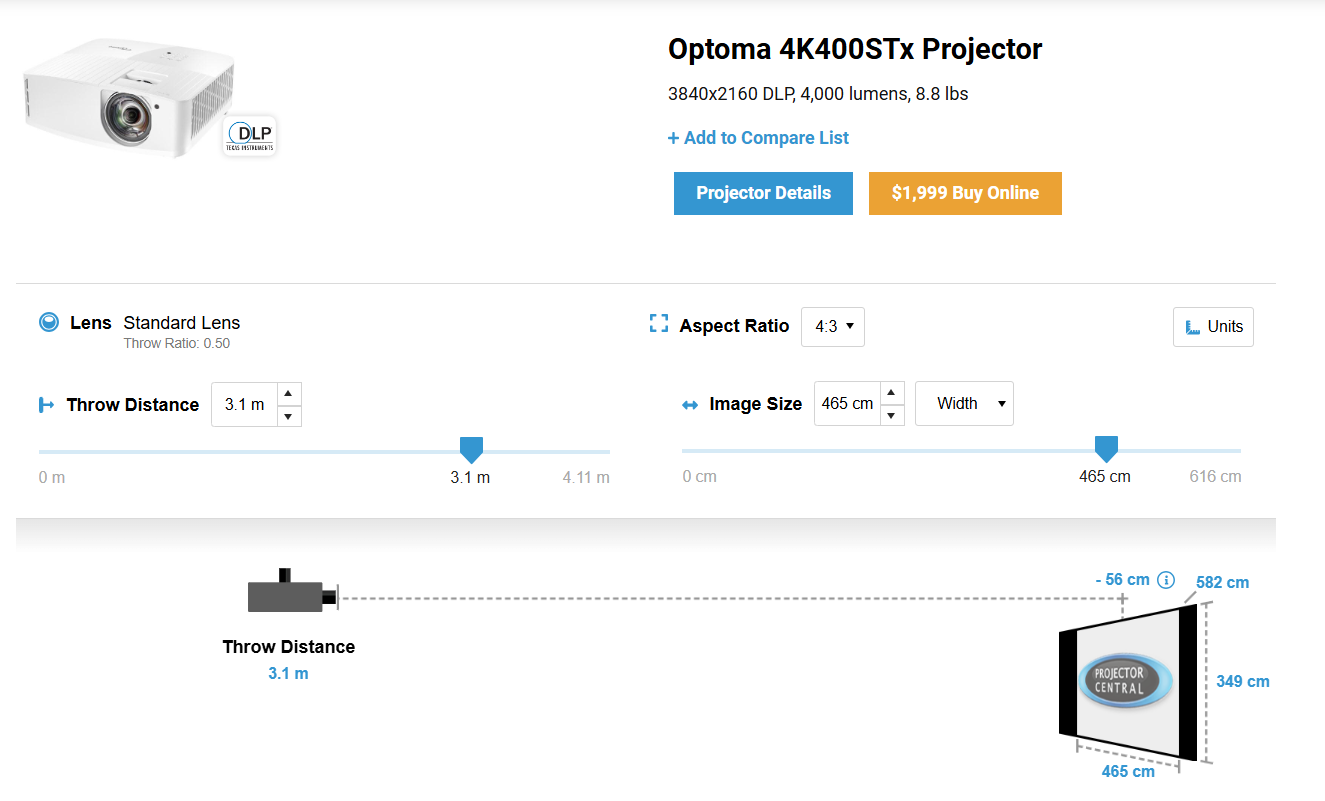 Optoma 4K400STx Projector
3840x2160 DLP, 4,000 lumens, 8.8 lbs
+ Add to Compare List
Projector Details
$1,999 Buy Online
DLP
TEXAS INSTRUMENTS
Lens Standard Lens
Throw Ratio: 0.50
Aspect Ratio 4:3
Units
Throw Distance 3.1 m
Image Size 465 cm Width
0 m 3.1 m 4.11 m
0 cm 465 cm 616 cm
- 56 cm
582 cm
Throw Distance
3.1 m
PROJECTOR
CENTRAL
349 cm
465 cm